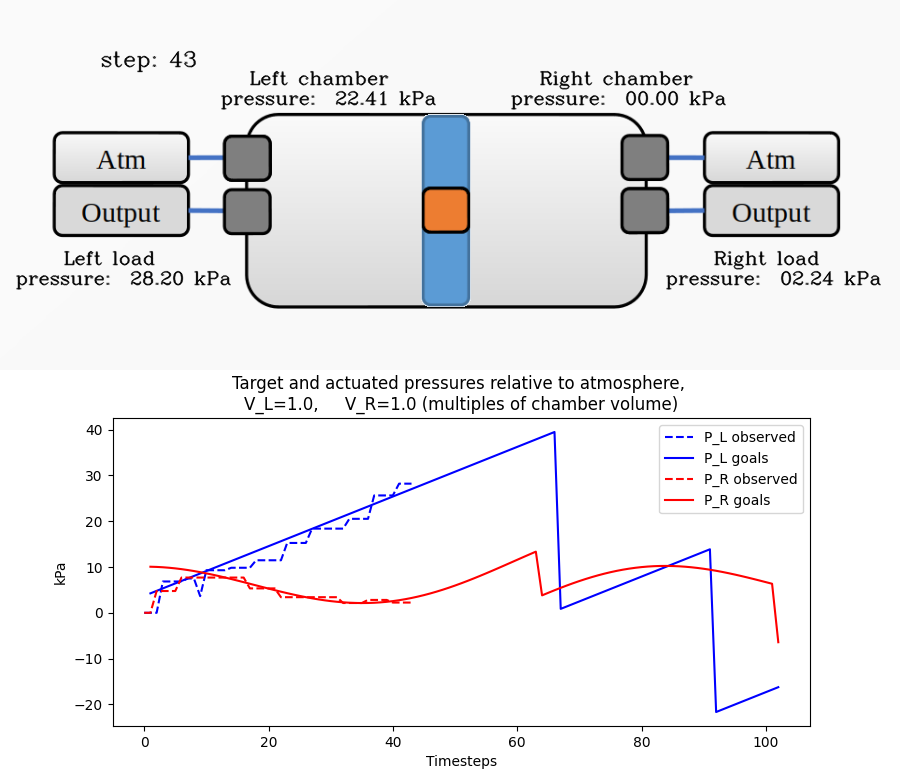 step: 43
Left chamber
pressure: 22.41 kPa
Right chamber
pressure: 00.00 kPa
Atm
Output
Atm
Output
Left load
pressure: 28.20 kPa
Right load
pressure: 02.24 kPa
Target and actuated pressures relative to atmosphere,
V_L=1.0, V_R=1.0 (multiples of chamber volume)
P_L observed
P_L goals
P_R observed
P_R goals
kPa
40
30
20
10
0
−10
−20
0 20 40 60 80 100
Timesteps